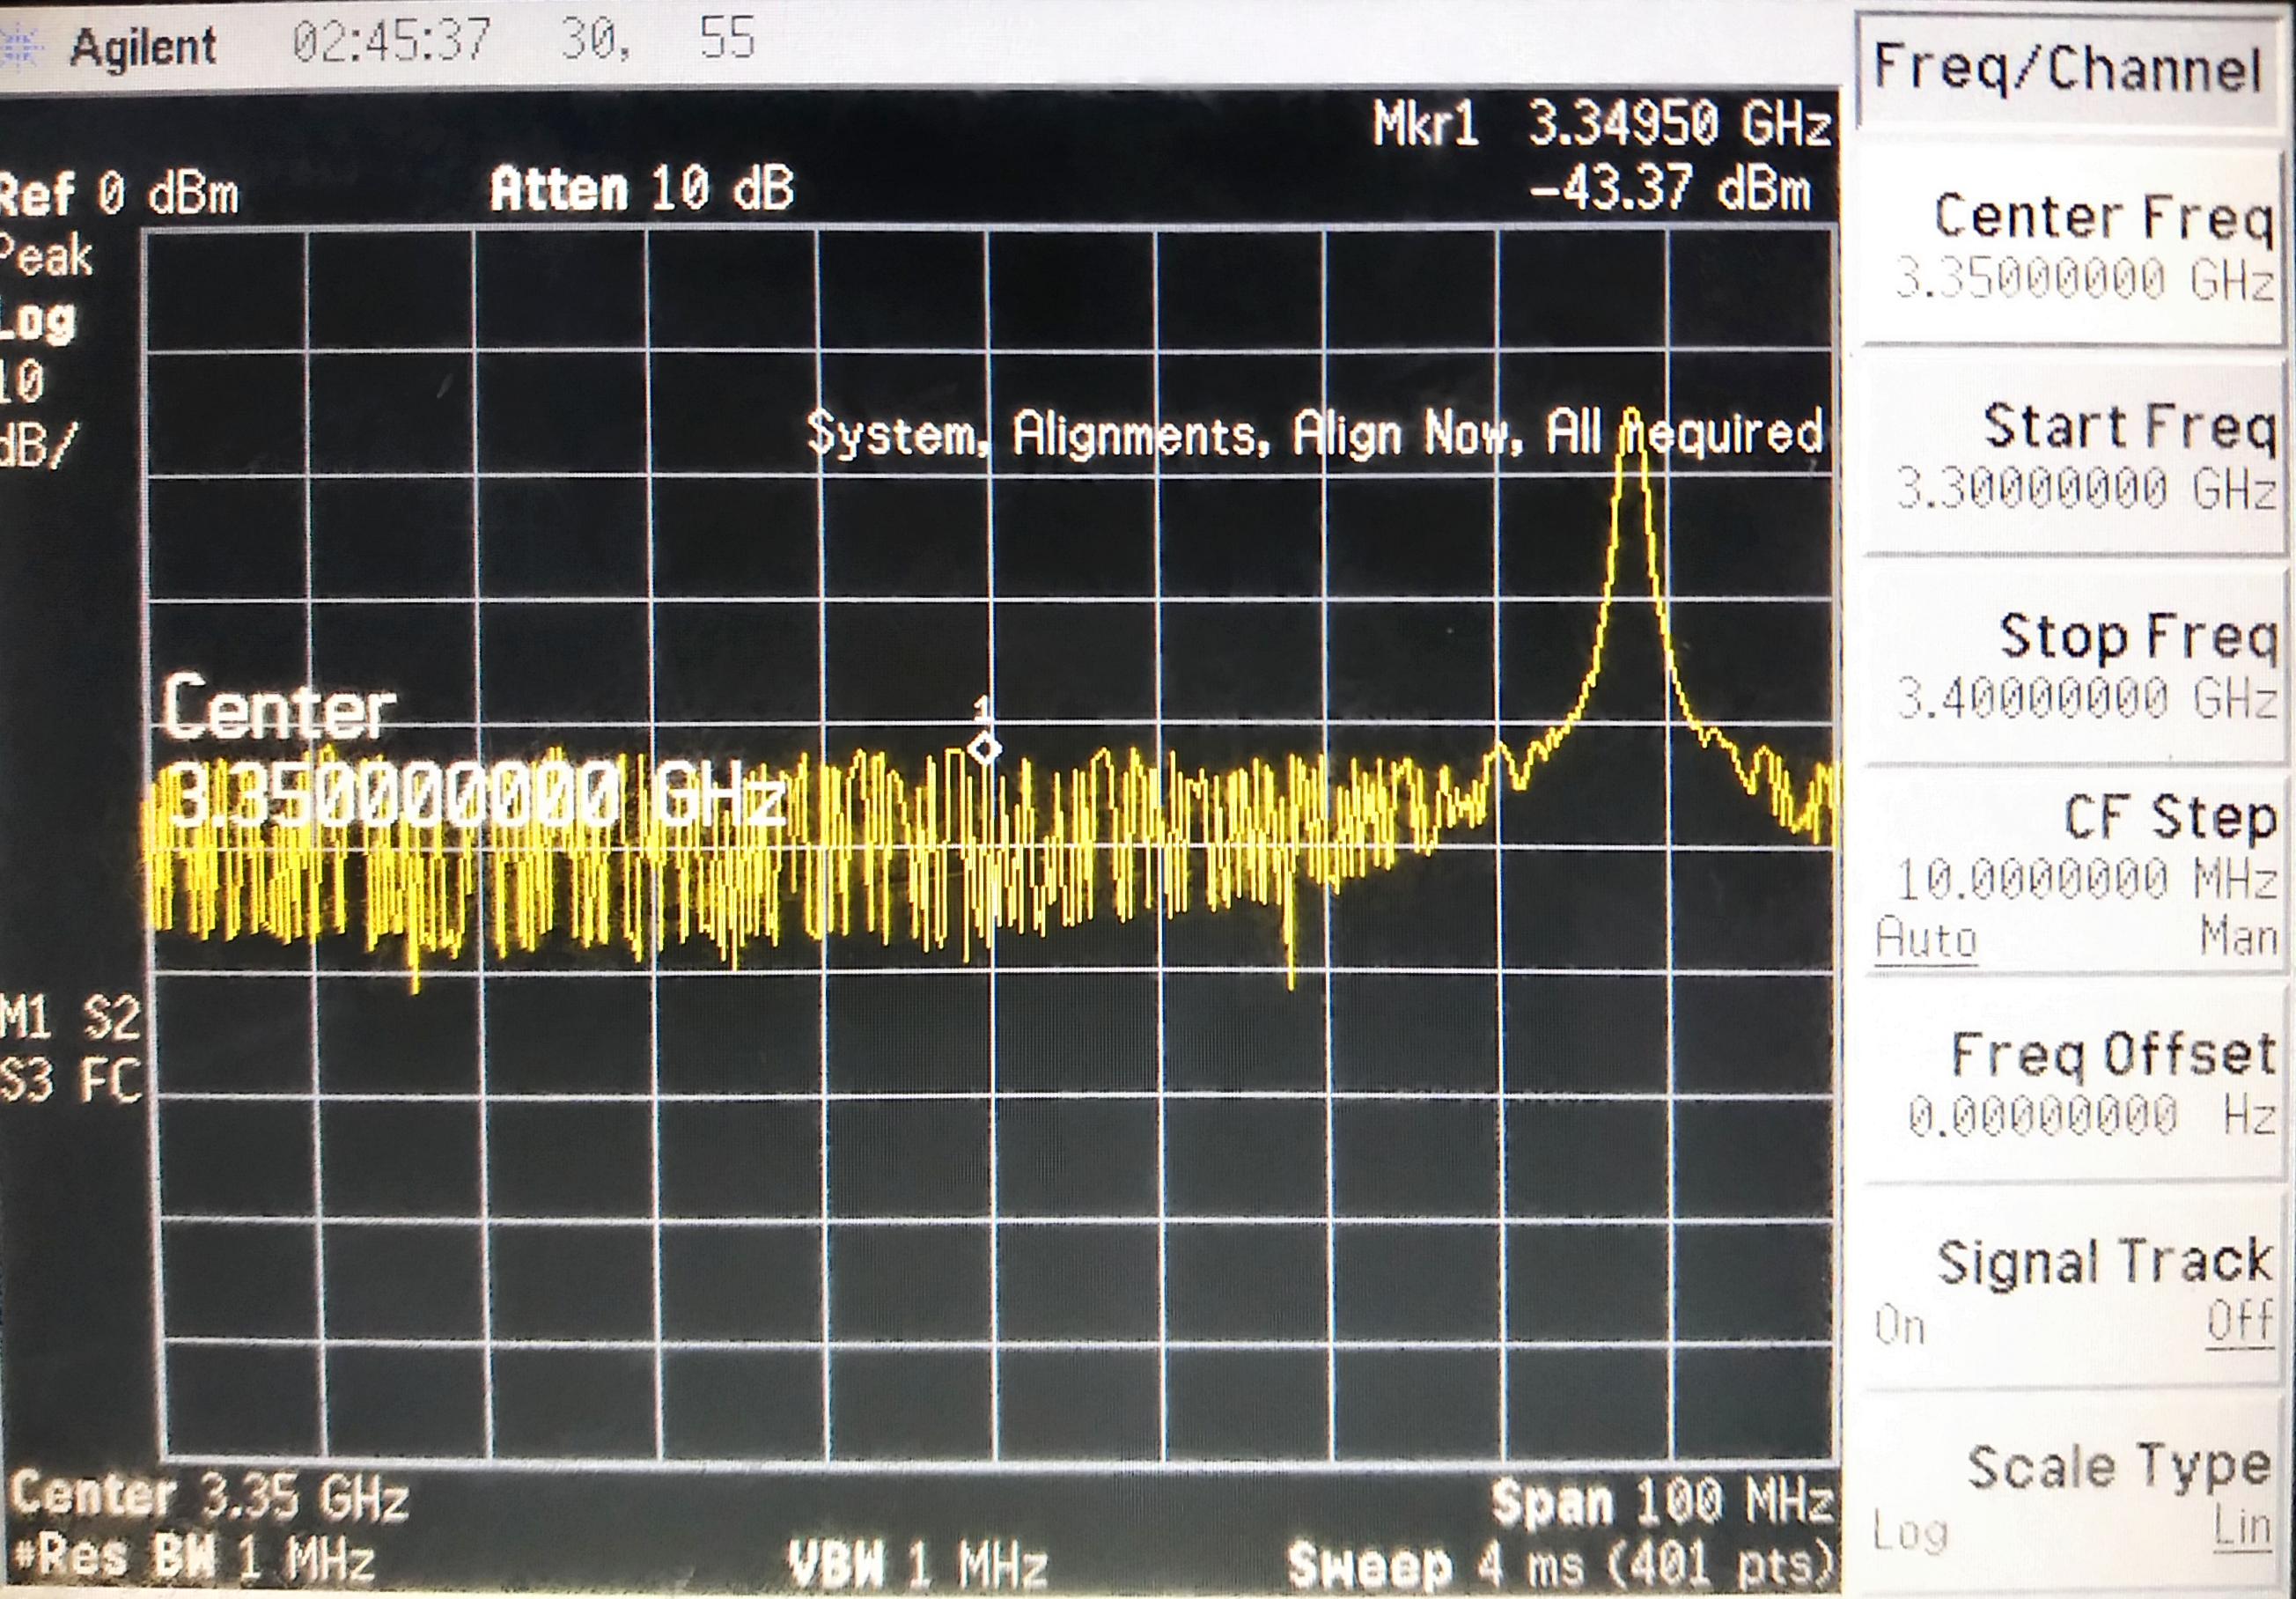 Agilent 02:45:37 30, 55
Mkr1 3.34950 GHz
Ref 0 dBm Atten 10 dB -43.37 dBm
Peak
Log
10
dB/
System, Alignments, Align Now, All Required
1
Center
3.350000000 GHz
M1 S2
S3 FC
Center 3.35 GHz Span 100 MHz
#Res BW 1 MHz VBW 1 MHz Sweep 4 ms (401 pts)
Freq/Channel
Center Freq
3.35000000 GHz
Start Freq
3.30000000 GHz
Stop Freq
3.40000000 GHz
CF Step
10.0000000 MHz
Auto Man
Freq Offset
0.00000000 Hz
Signal Track
On Off
Scale Type
Log Lin